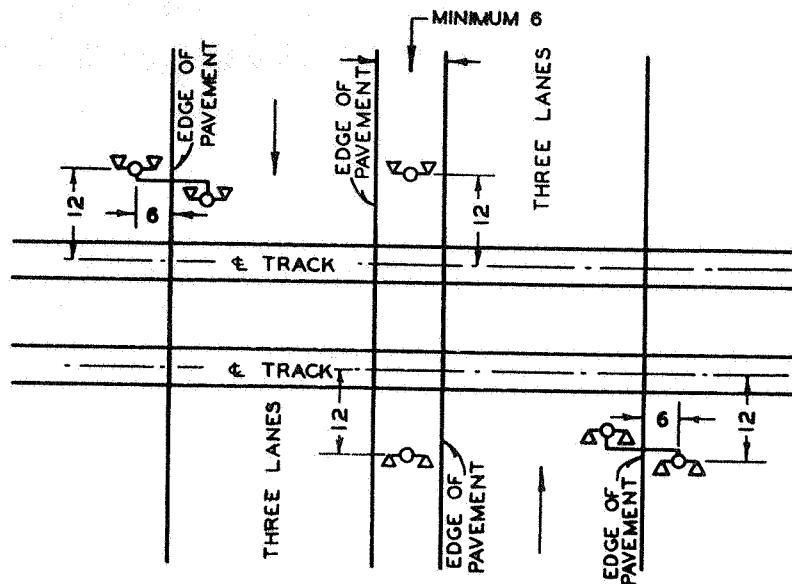 MINIMUM 6
EDGE OF
PAVEMENT
EDGE OF
PAVEMENT
THREE LANES
12
6
12
℄ TRACK
℄ TRACK
12
THREE LANES
6
12
EDGE OF
PAVEMENT
EDGE OF
PAVEMENT